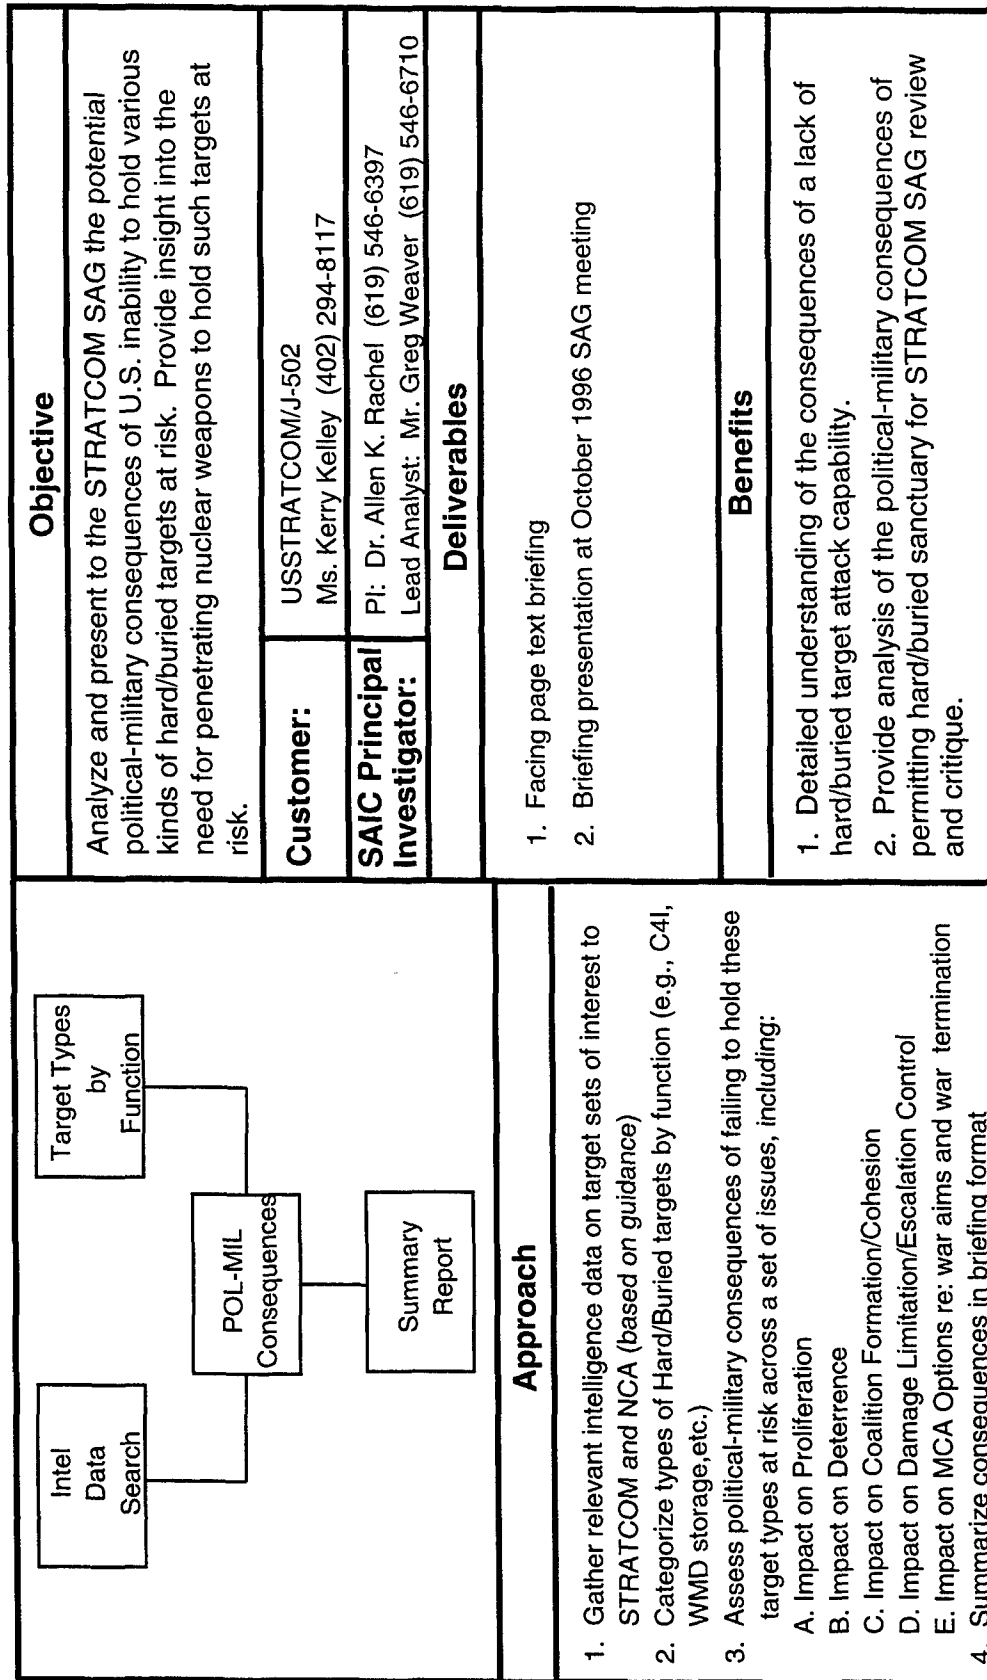 Intel
Data
Search
Target Types
by
Function
POL-MIL
Consequences
Summary
Report
Approach
1. Gather relevant intelligence data on target sets of interest to
STRATCOM and NCA (based on guidance)
2. Categorize types of Hard/Buried targets by function (e.g., C4I,
WMD storage,etc.)
3. Assess political-military consequences of failing to hold these
target types at risk across a set of issues, including:
A. Impact on Proliferation
B. Impact on Deterrence
C. Impact on Coalition Formation/Cohesion
D. Impact on Damage Limitation/Escalation Control
E. Impact on MCA Options re: war aims and war termination
4. Summarize consequences in briefing format
Objective
Analyze and present to the STRATCOM SAG the potential
political-military consequences of U.S. inability to hold various
kinds of hard/buried targets at risk. Provide insight into the
need for penetrating nuclear weapons to hold such targets at
risk.
Customer:
USSTRATCOM/J-502
Ms. Kerry Kelley (402) 294-8117
SAIC Principal
Investigator:
PI: Dr. Allen K. Rachel (619) 546-6397
Lead Analyst: Mr. Greg Weaver (619) 546-6710
Deliverables
1. Facing page text briefing
2. Briefing presentation at October 1996 SAG meeting
Benefits
1. Detailed understanding of the consequences of a lack of
hard/buried target attack capability.
2. Provide analysis of the political-military consequences of
permitting hard/buried sanctuary for STRATCOM SAG review
and critique.